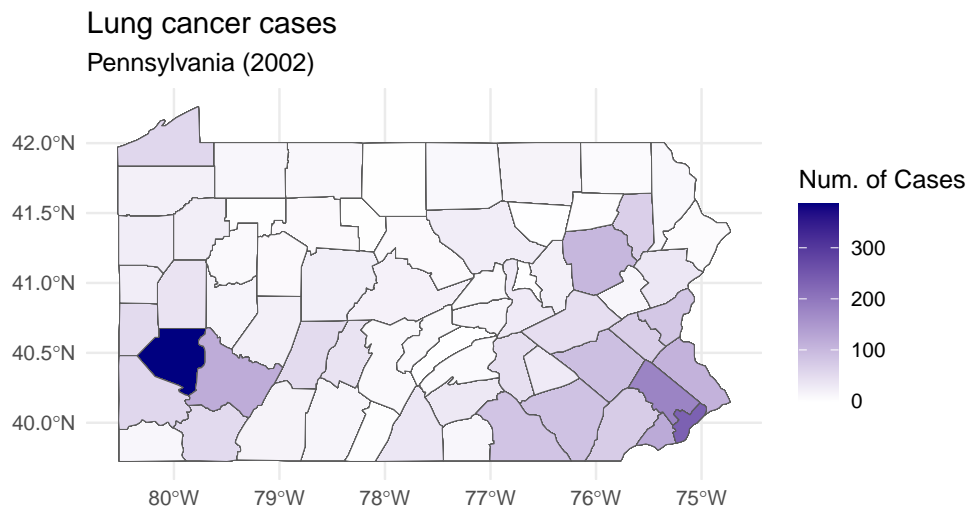 Lung cancer cases
Pennsylvania (2002)
42.0°N
41.5°N
41.0°N
40.5°N
40.0°N
80°W 79°W 78°W 77°W 76°W 75°W
Num. of Cases
300
200
100
0